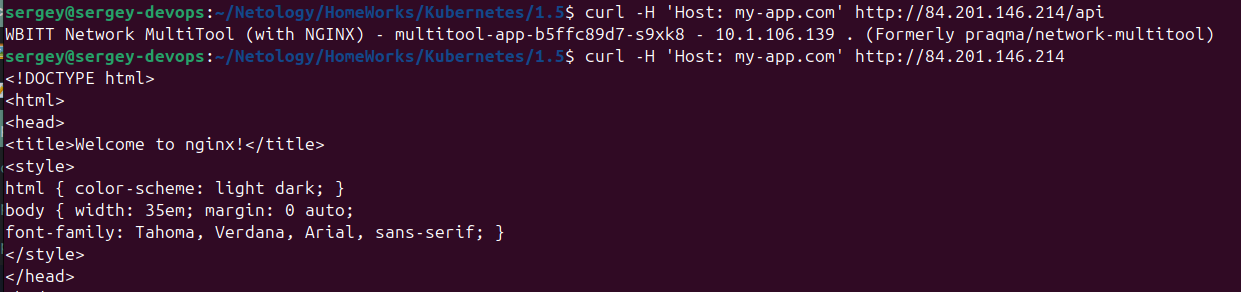 sergey@sergey-devops:~/Netology/HomeWorks/Kubernetes/1.5$ curl -H 'Host: my-app.com' http://84.201.146.214/api
WBITT Network MultiTool (with NGINX) - multitool-app-b5ffc89d7-s9xk8 - 10.1.106.139 . (Formerly praqma/network-multitool)
sergey@sergey-devops:~/Netology/HomeWorks/Kubernetes/1.5$ curl -H 'Host: my-app.com' http://84.201.146.214
<!DOCTYPE html>
<html>
<head>
<title>Welcome to nginx!</title>
<style>
html { color-scheme: light dark; }
body { width: 35em; margin: 0 auto;
font-family: Tahoma, Verdana, Arial, sans-serif; }
</style>
</head>